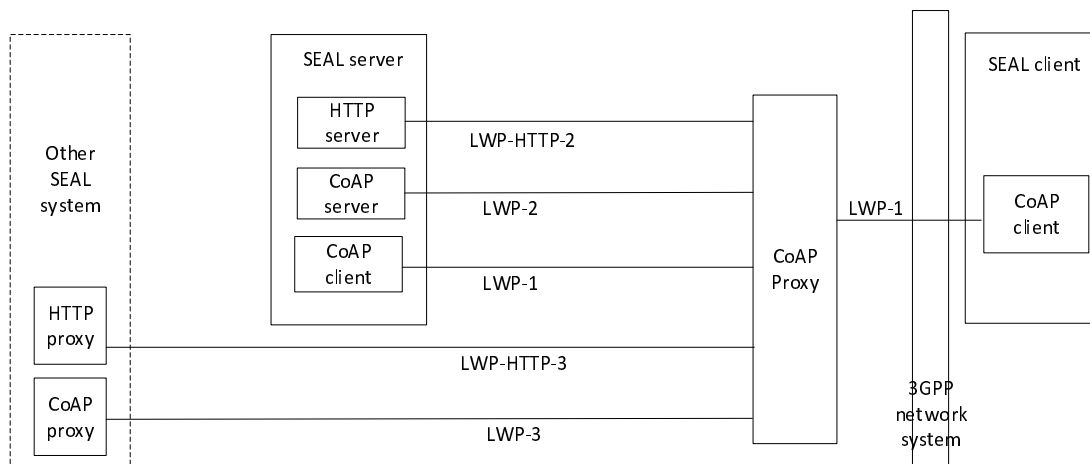 SEAL server
HTTP
server
LWP-HTTP-2
CoAP
server
LWP-2
CoAP
client
LWP-1
Other
SEAL
system
HTTP
proxy
LWP-HTTP-3
CoAP
proxy
LWP-3
CoAP
Proxy
LWP-1
3GPP
network
system
SEAL client
CoAP
client